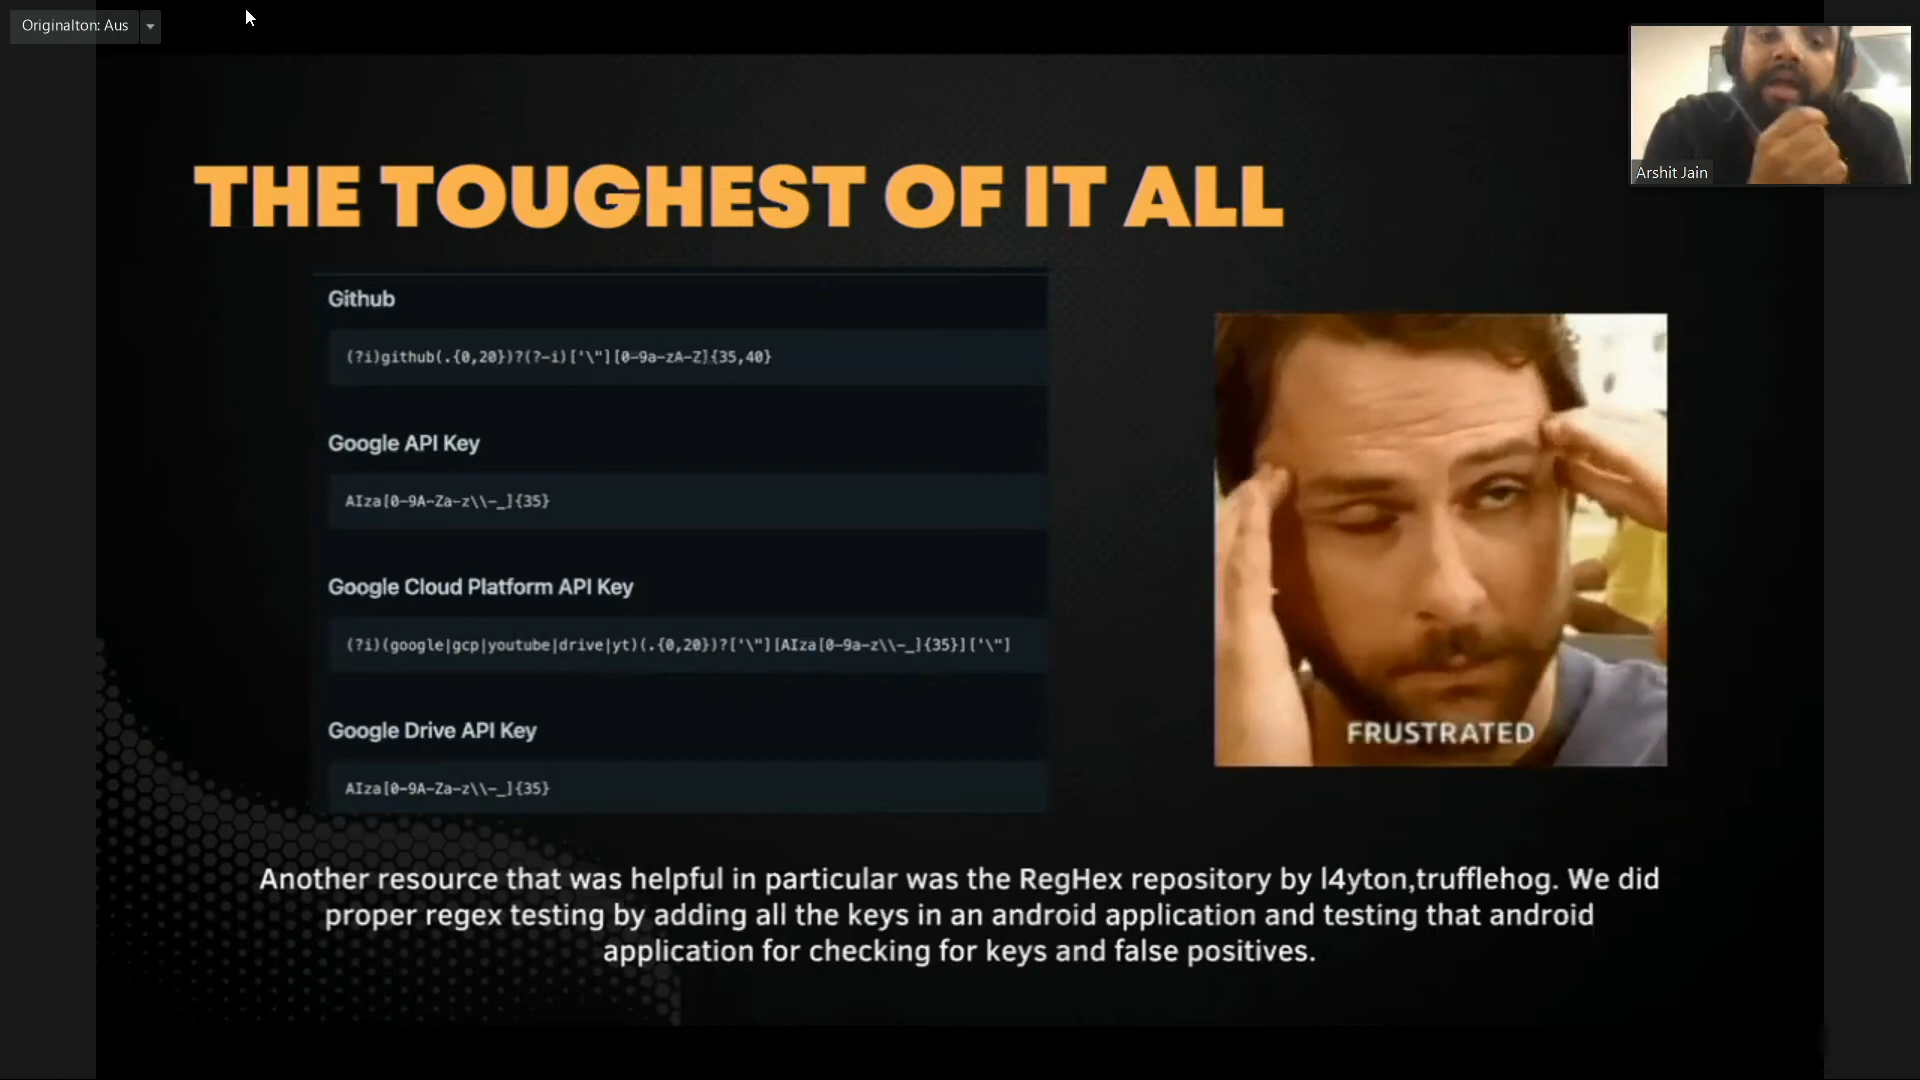 Originalton: Aus
Arshit Jain
THE TOUGHEST OF IT ALL
Github
(?i)github(.{0,20})?(?-i)['\"][0-9a-zA-Z]{35,40}
Google API Key
AIza[0-9A-Za-z\\-_]{35}
Google Cloud Platform API Key
(?i)(google|gcp|youtube|drive|yt)(.{0,20})?['\"][AIza[0-9a-z\\-_]{35}]['\"]
Google Drive API Key
AIza[0-9A-Za-z\\-_]{35}
FRUSTRATED
Another resource that was helpful in particular was the RegHex repository by l4yton,trufflehog. We did
proper regex testing by adding all the keys in an android application and testing that android
application for checking for keys and false positives.